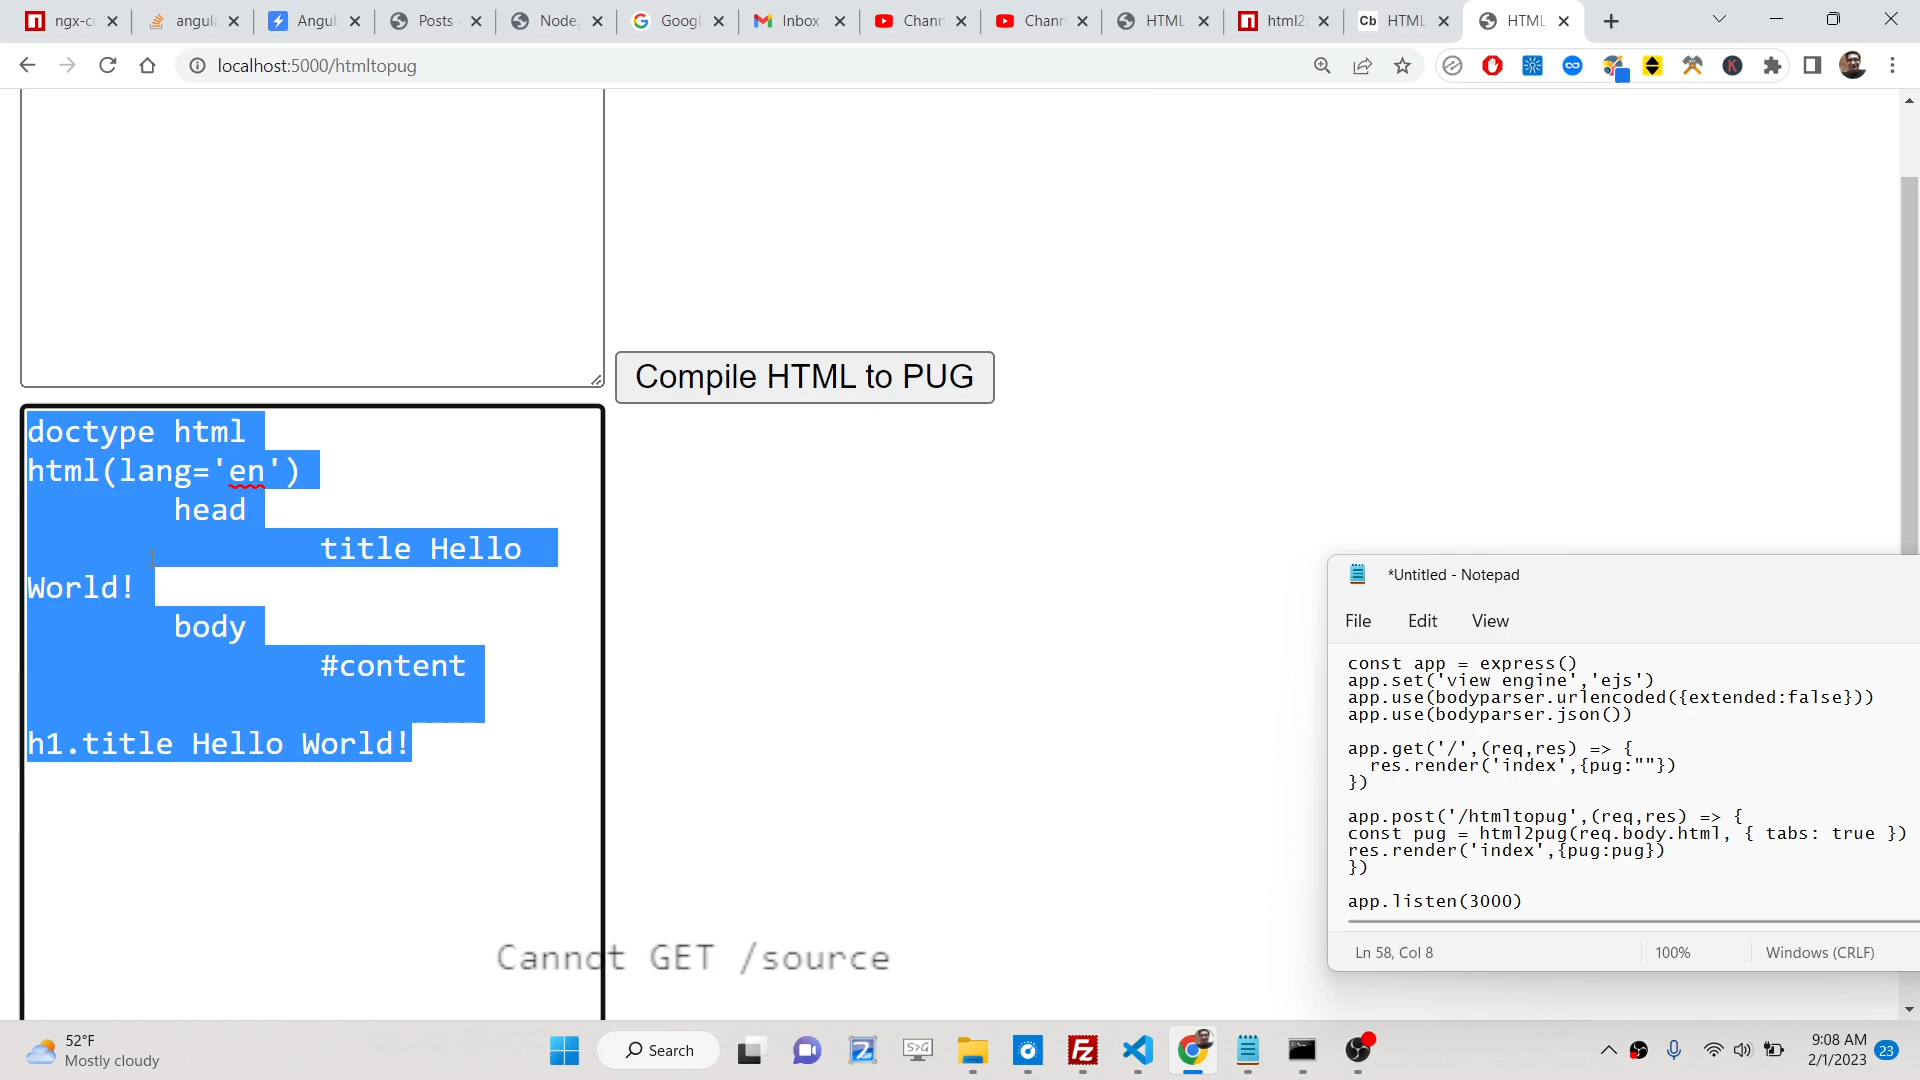 ngx-c
angula
Angul
Posts
Node.
Googl
Inbox
Chann
Chann
HTML
html2
Cb HTML
HTML
localhost:5000/htmltopug
Compile HTML to PUG
doctype html
html(lang='en')
head
title Hello
World!
body
#content
h1.title Hello World!
Cannot GET /source
*Untitled - Notepad
File Edit View
const app = express()
app.set('view engine','ejs')
app.use(bodyparser.urlencoded({extended:false}))
app.use(bodyparser.json())
app.get('/',(req,res) => {
res.render('index',{pug:""})
})
app.post('/htmltopug',(req,res) => {
const pug = html2pug(req.body.html, { tabs: true })
res.render('index',{pug:pug})
})
app.listen(3000)
Ln 58, Col 8 100% Windows (CRLF)
52°F
Mostly cloudy
Search
9:08 AM
2/1/2023
23